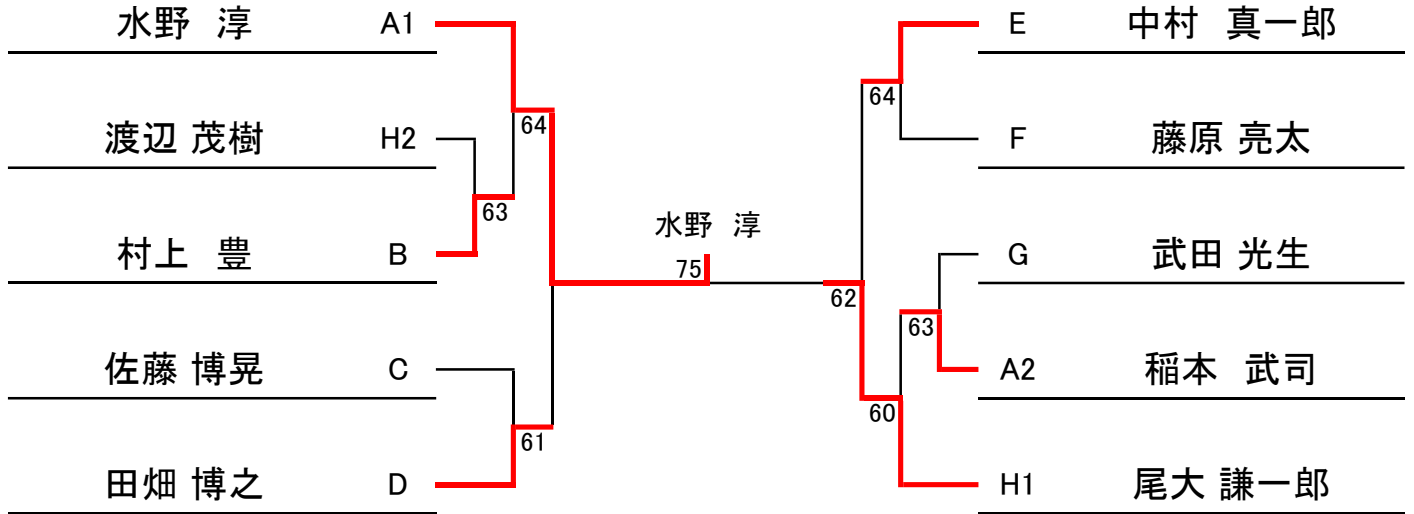 水野 淳 A1
渡辺 茂樹 H2
村上 豊 B
佐藤 博晃 C
田畑 博之 D
64
63
61
水野 淳
75
62
64
63
60
E 中村 真一郎
F 藤原 亮太
G 武田 光生
A2 稲本 武司
H1 尾大 謙一郎